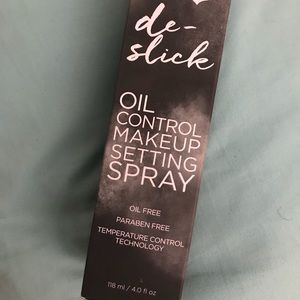 de-
slick
OIL
CONTROL
MAKEUP
SETTING
SPRAY
OIL FREE
PARABEN FREE
TEMPERATURE CONTROL
TECHNOLOGY
118 ml / 4.0 fl oz